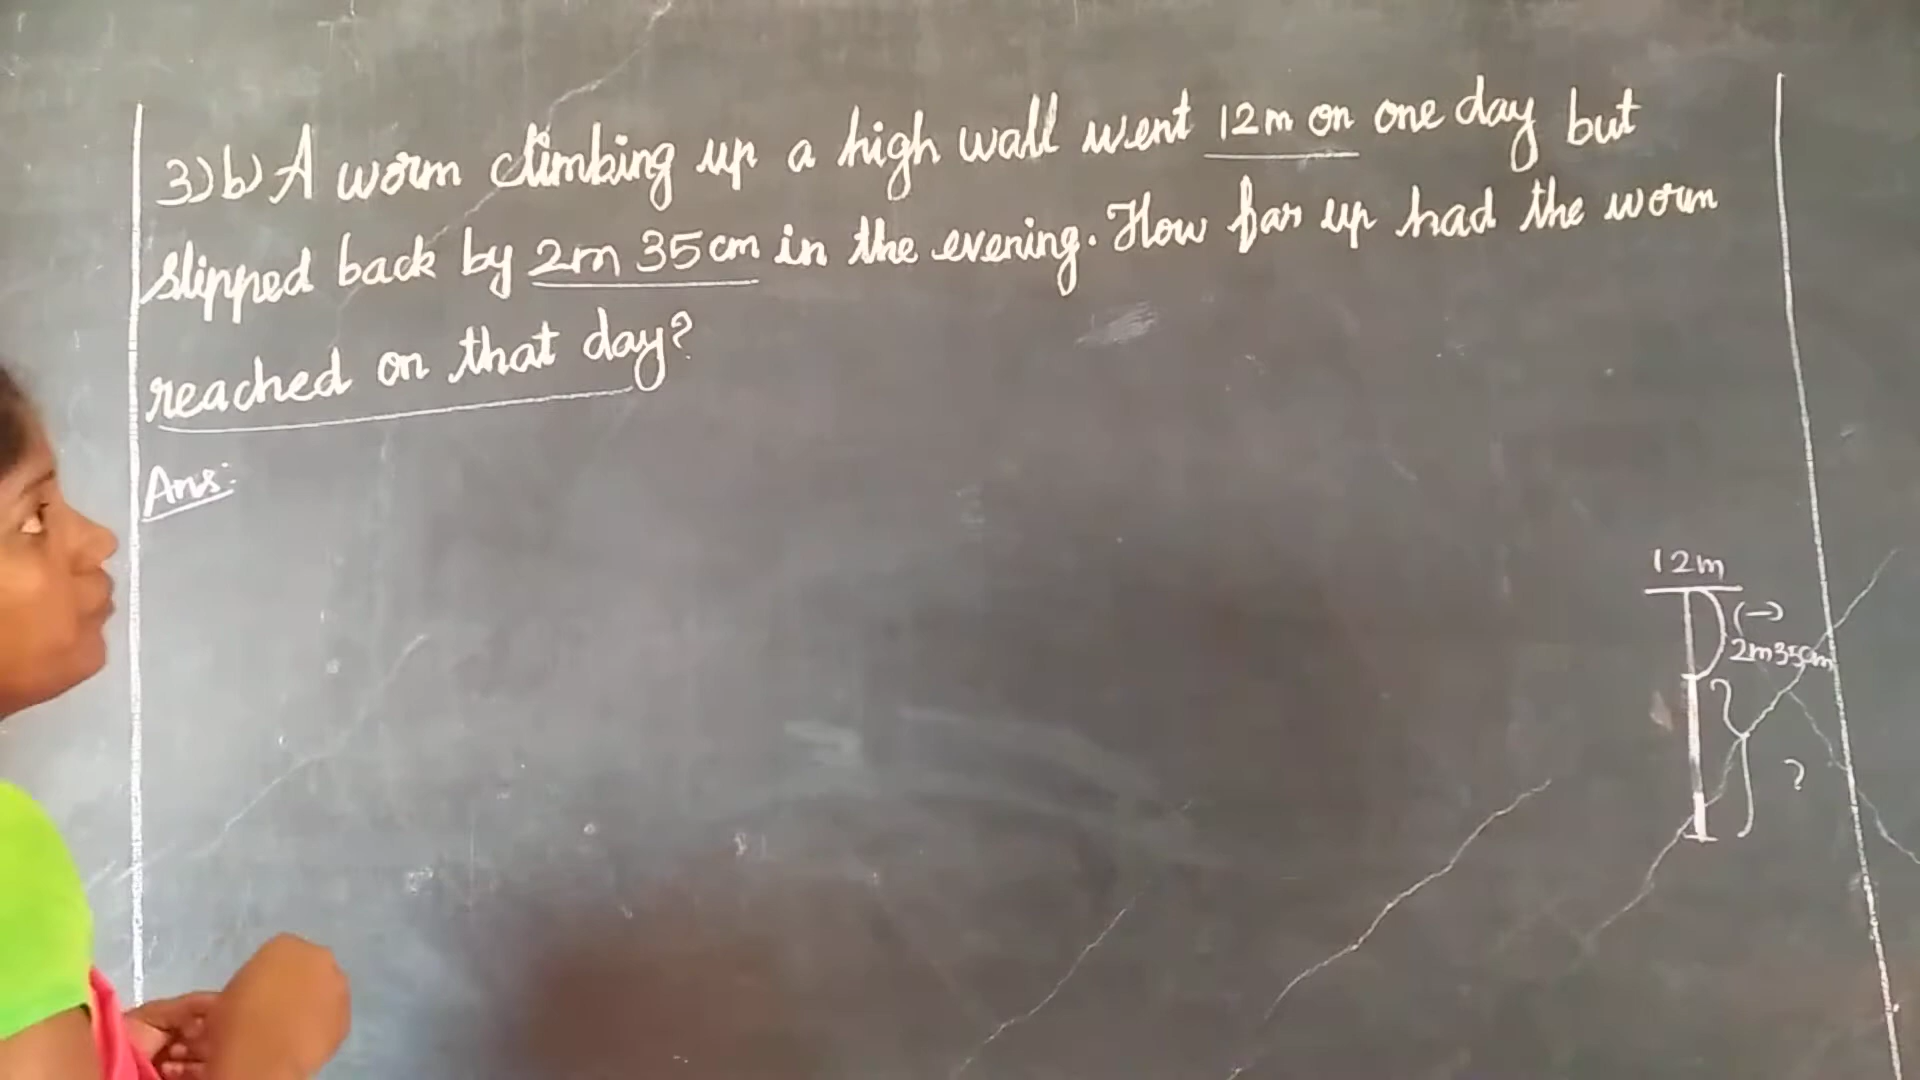 3)b) A worm climbing up a high wall went 12m on one day but
slipped back by 2m 35cm in the evening. How far up had the worm
reached on that day?
Ans:
12m
(-)
2m35cm
?